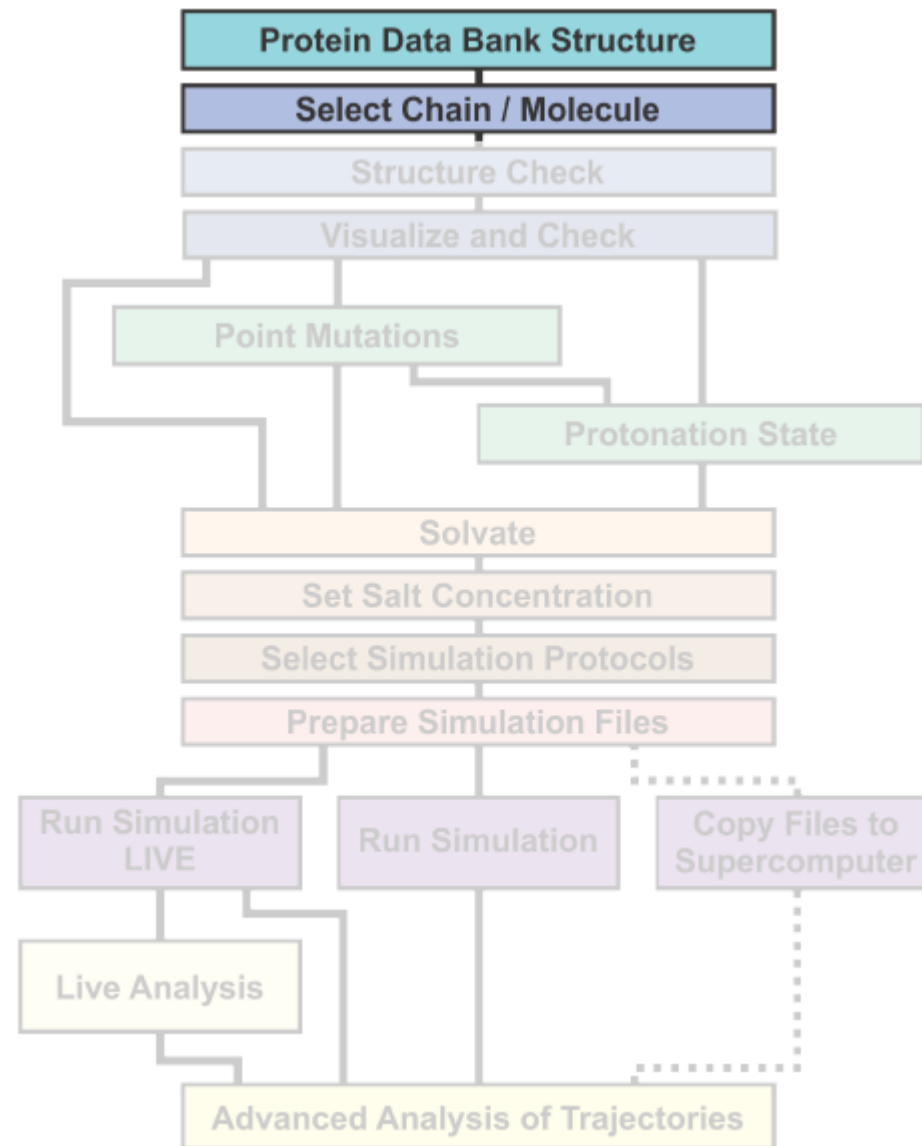 Protein Data Bank Structure
Select Chain / Molecule
Structure Check
Visualize and Check
Point Mutations
Protonation State
Solvate
Set Salt Concentration
Select Simulation Protocols
Prepare Simulation Files
Run Simulation
LIVE
Run Simulation
Copy Files to
Supercomputer
Live Analysis
Advanced Analysis of Trajectories